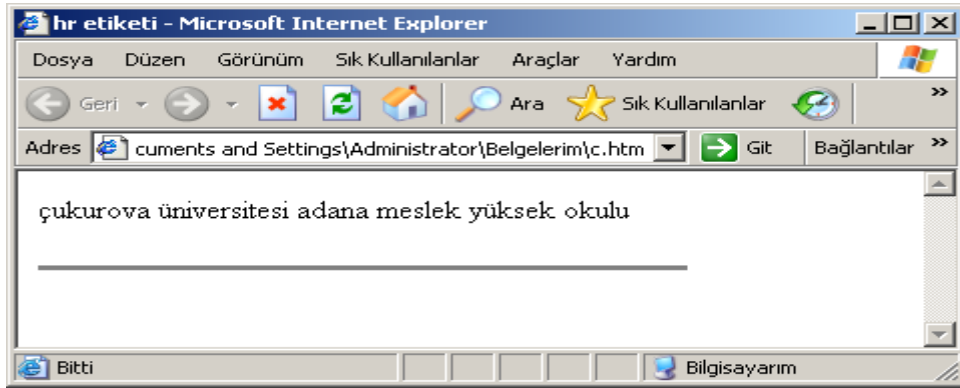 hr etiketi - Microsoft Internet Explorer
Dosya Düzen Görünüm Sık Kullanılanlar Araçlar Yardım
Geri Ara Sık Kullanılanlar »
Adres cuments and Settings\Administrator\Belgelerim\c.htm Git Bağlantılar »
çukurova üniversitesi adana meslek yüksek okulu
Bitti Bilgisayarım